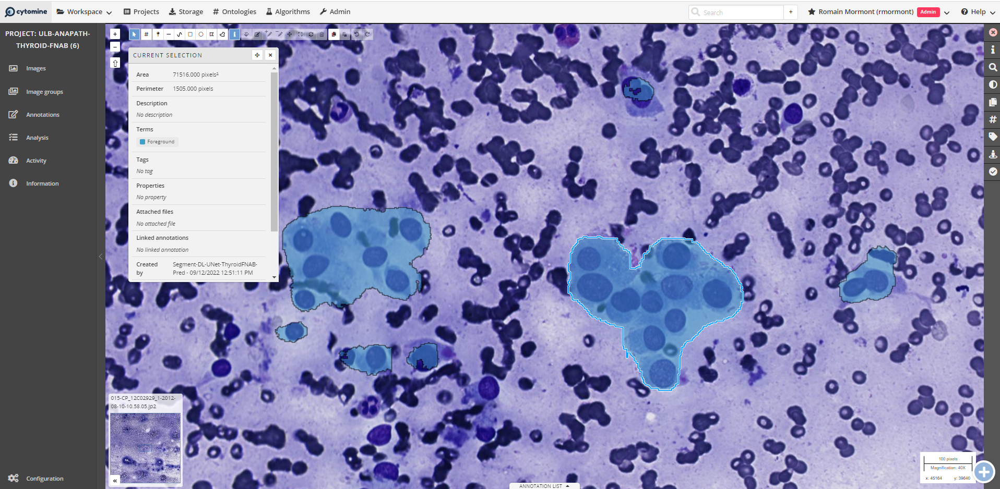 cytomine
Workspace
Projects
Storage
Ontologies
Algorithms
Admin
Search
+
Romain Mormont (rmormont) Admin
Help
PROJECT: ULB-ANAPATH-
THYROID-FNAB (6)
Images
Image groups
Annotations
Analysis
Activity
Information
Configuration
CURRENT SELECTION
Area 71516.000 pixels²
Perimeter 1505.000 pixels
Description
No description
Terms
Foreground
Tags
No tag
Properties
No property
Attached files
No attached file
Linked annotations
No linked annotation
Created
by
Segment-DL-UNet-ThyroidFNAB-
Pred - 09/12/2022 12:51:11 PM
015-CP_12C02929_1-2012-
08-10-10.58.05.jp2
ANNOTATION LIST
100 pixels
Magnification: 40X
x: 45164 y: 39640